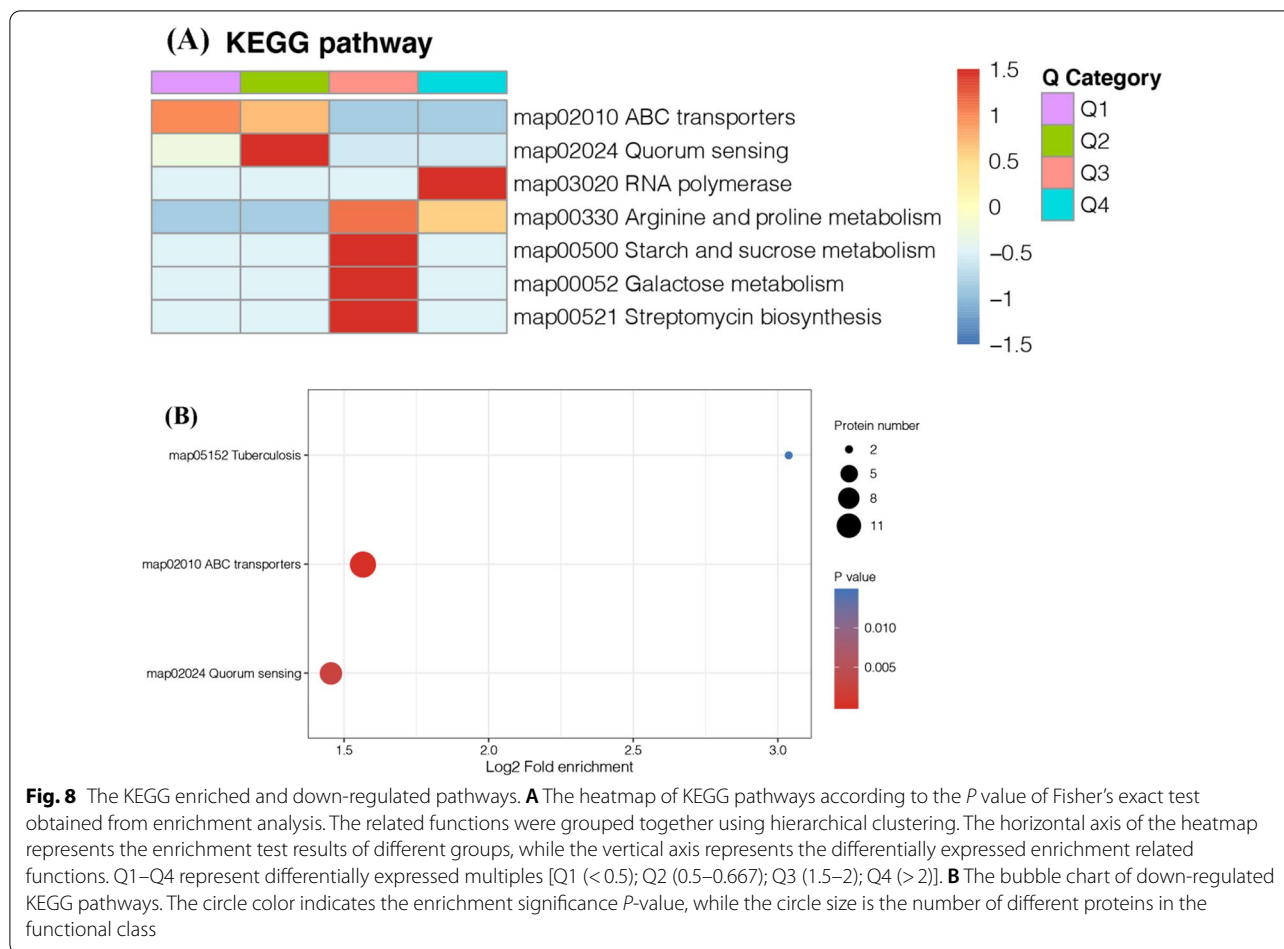 (A) KEGG pathway
map02010 ABC transporters
map02024 Quorum sensing
map03020 RNA polymerase
map00330 Arginine and proline metabolism
map00500 Starch and sucrose metabolism
map00052 Galactose metabolism
map00521 Streptomycin biosynthesis
1.5
1
0.5
0
−0.5
−1
−1.5
Q Category
Q1
Q2
Q3
Q4
(B)
map05152 Tuberculosis
map02010 ABC transporters
map02024 Quorum sensing
1.5
2.0
2.5
3.0
Log2 Fold enrichment
Protein number
2
5
8
11
P value
0.010
0.005
Fig. 8 The KEGG enriched and down-regulated pathways. A The heatmap of KEGG pathways according to the P value of Fisher’s exact test
obtained from enrichment analysis. The related functions were grouped together using hierarchical clustering. The horizontal axis of the heatmap
represents the enrichment test results of different groups, while the vertical axis represents the differentially expressed enrichment related
functions. Q1–Q4 represent differentially expressed multiples [Q1 (< 0.5); Q2 (0.5–0.667); Q3 (1.5–2); Q4 (> 2)]. B The bubble chart of down-regulated
KEGG pathways. The circle color indicates the enrichment significance P-value, while the circle size is the number of different proteins in the
functional class